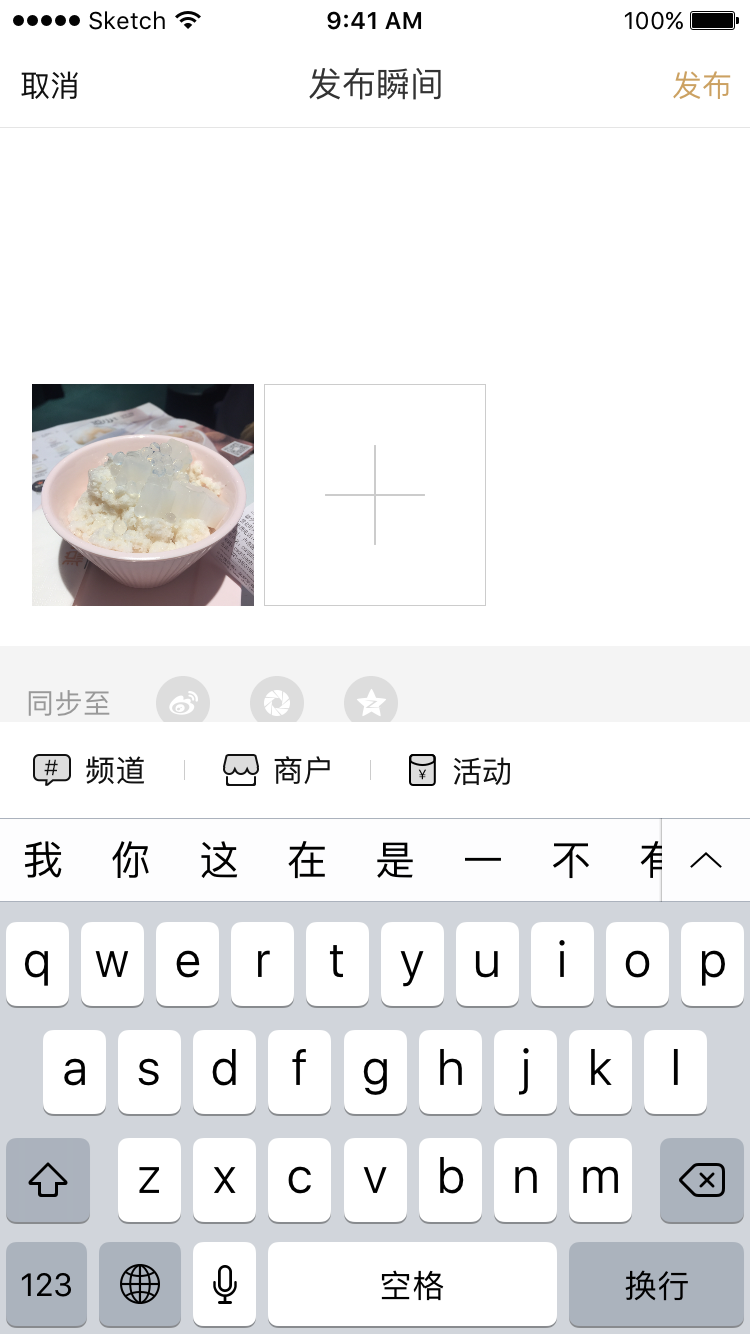 Sketch 9:41 AM 100%
取消 发布瞬间 发布
同步至
# 频道 商户 ¥ 活动
我 你 这 在 是 一 不 有
q w e r t y u i o p
a s d f g h j k l
z x c v b n m
123 空格 换行